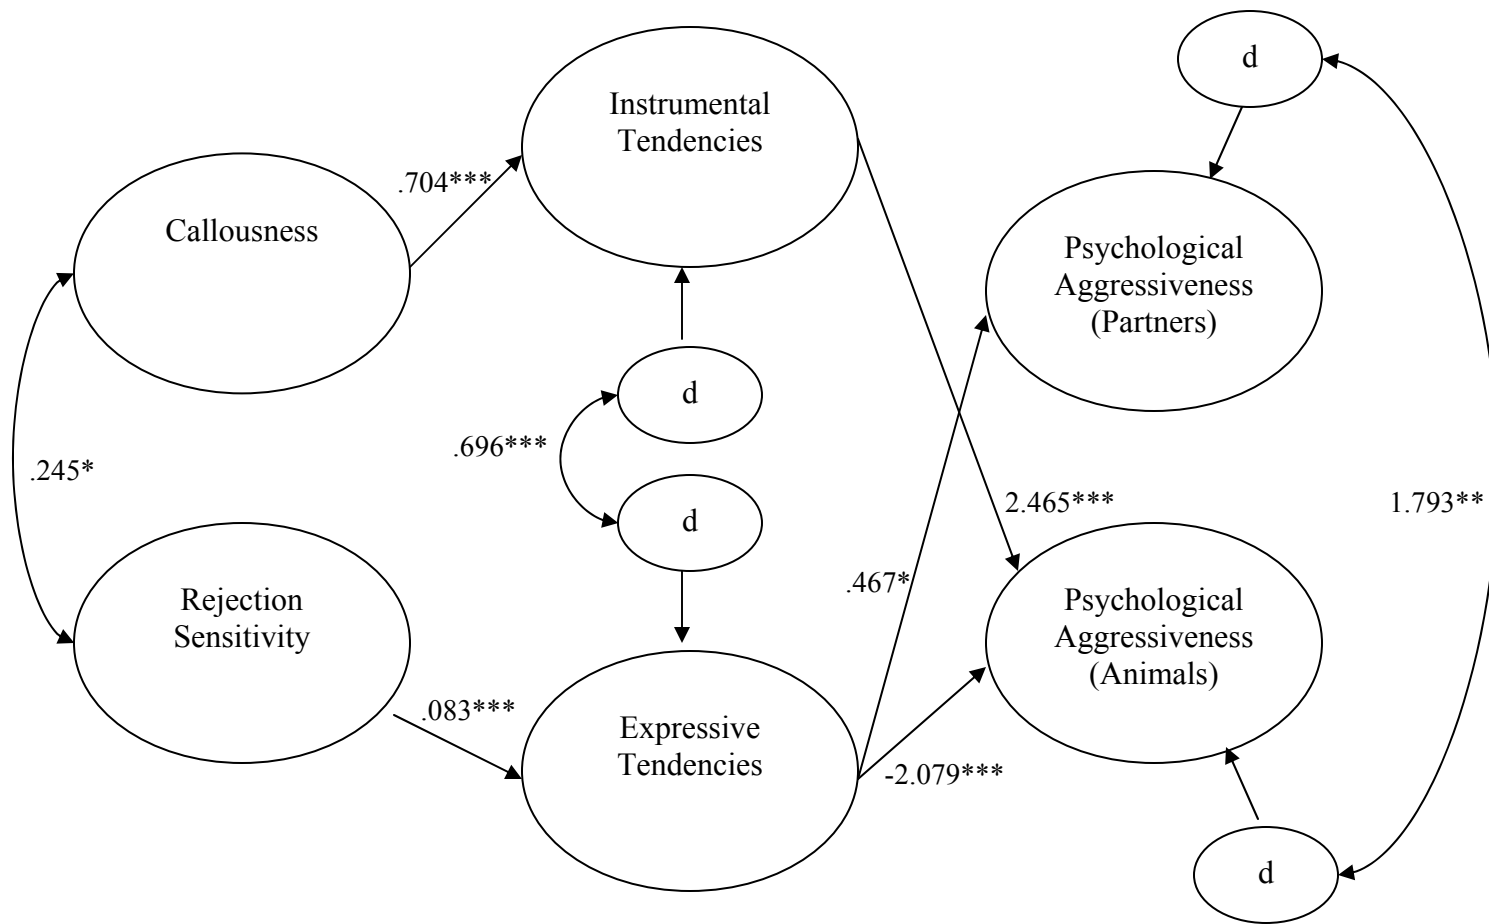 d
Instrumental
Tendencies
.704***
Callousness
Psychological
Aggressiveness
(Partners)
d
.696***
.245*
d
2.465***
1.793**
.467*
Rejection
Sensitivity
Psychological
Aggressiveness
(Animals)
.083***
Expressive
Tendencies
-2.079***
d